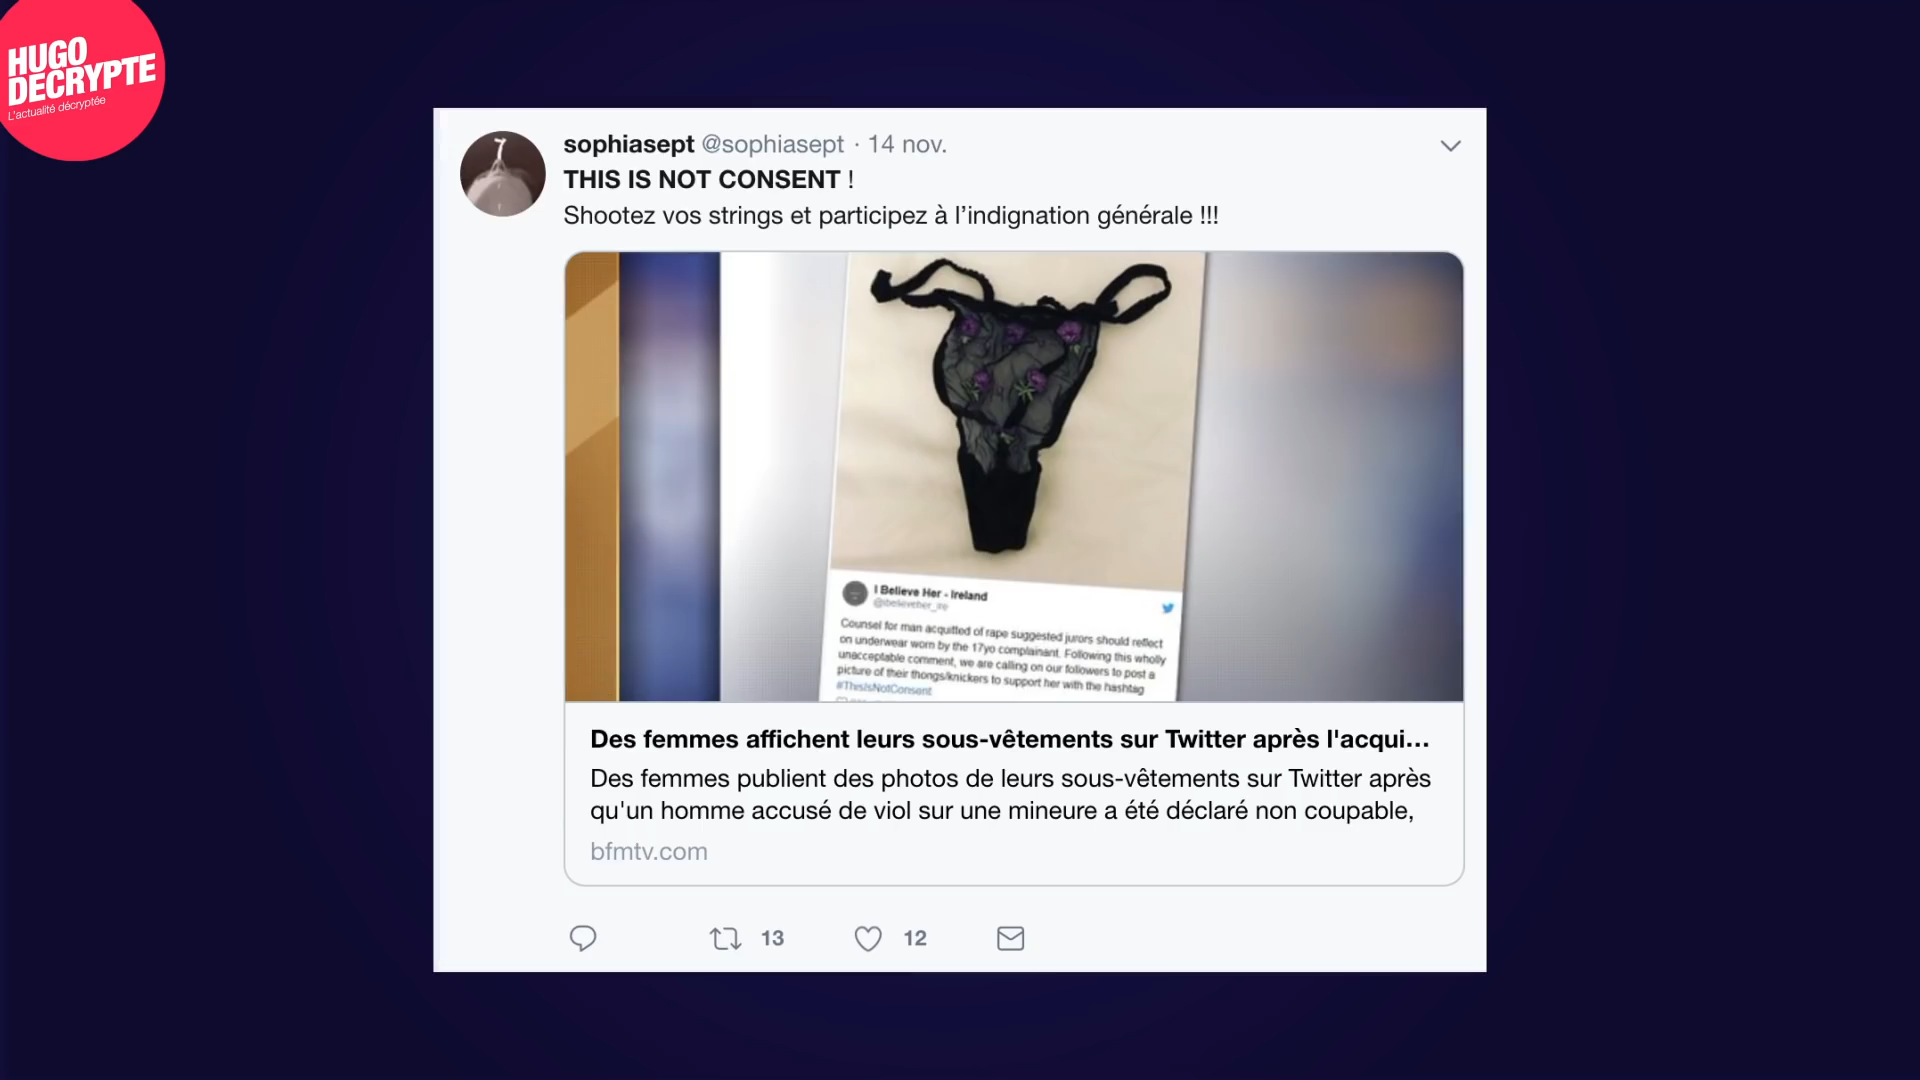 HUGO
DECRYPTE
L'actualité décryptée
sophiasept @sophiasept · 14 nov.
THIS IS NOT CONSENT !
Shootez vos strings et participez à l’indignation générale !!!
I Believe Her - Ireland
@ibelieveher_ire
Counsel for man acquitted of rape suggested jurors should reflect
on underwear worn by the 17yo complainant. Following this wholly
unacceptable comment, we are calling on our followers to post a
picture of their thongs/knickers to support her with the hashtag
#ThisIsNotConsent
Des femmes affichent leurs sous-vêtements sur Twitter après l'acqui...
Des femmes publient des photos de leurs sous-vêtements sur Twitter après
qu'un homme accusé de viol sur une mineure a été déclaré non coupable,
bfmtv.com
13
12